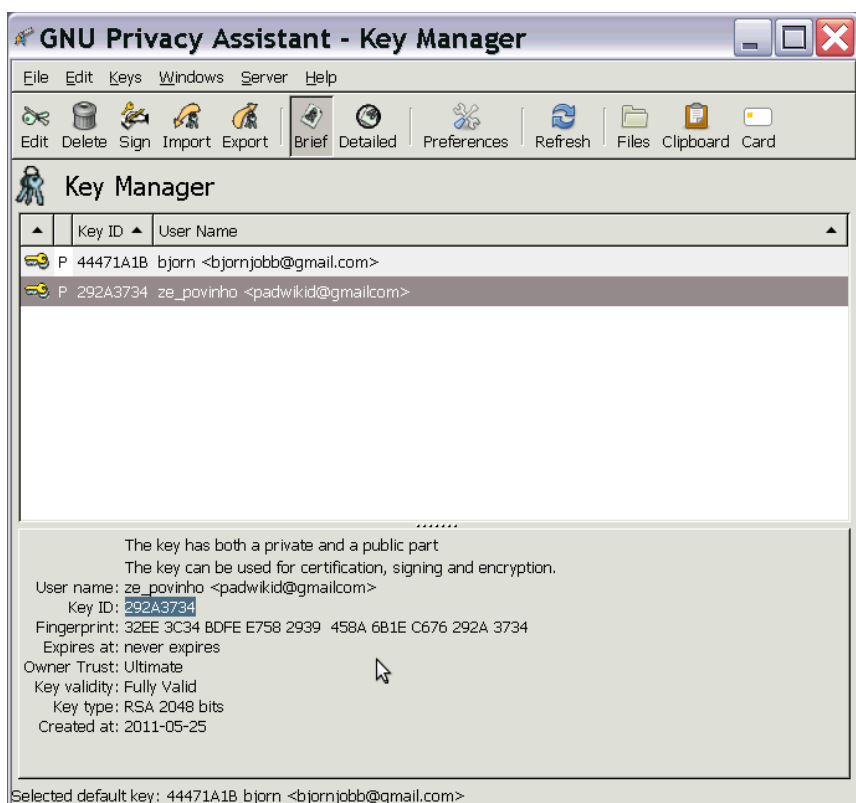 GNU Privacy Assistant - Key Manager
File Edit Keys Windows Server Help
Edit Delete Sign Import Export Brief Detailed Preferences Refresh Files Clipboard Card
Key Manager
Key ID User Name
P 44471A1B bjorn <bjornjobb@gmail.com>
P 292A3734 ze_povinho <padwikid@gmailcom>
The key has both a private and a public part
The key can be used for certification, signing and encryption.
User name: ze_povinho <padwikid@gmailcom>
Key ID: 292A3734
Fingerprint: 32EE 3C34 BDFE E758 2939 458A 6B1E C676 292A 3734
Expires at: never expires
Owner Trust: Ultimate
Key validity: Fully Valid
Key type: RSA 2048 bits
Created at: 2011-05-25
Selected default key: 44471A1B bjorn <bjornjobb@gmail.com>